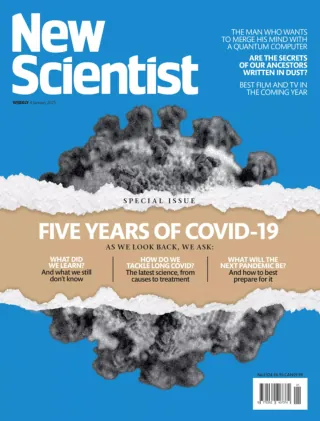 New
Scientist
WEEKLY
THE MAN WHO WANTS
TO MERGE HIS MIND WITH
A QUANTUM COMPUTER
ARE THE SECRETS
OF OUR ANCESTORS
WRITTEN IN DUST?
BEST FILM AND TV IN
THE COMING YEAR
SPECIAL ISSUE
FIVE YEARS OF COVID-19
AS WE LOOK BACK, WE ASK:
WHAT DID
WE LEARN?
And what we still
don't know
HOW DO WE
TACKLE LONG COVID?
The latest science, from
causes to treatment
WHAT WILL THE
NEXT PANDEMIC BE?
And how to best
prepare for it